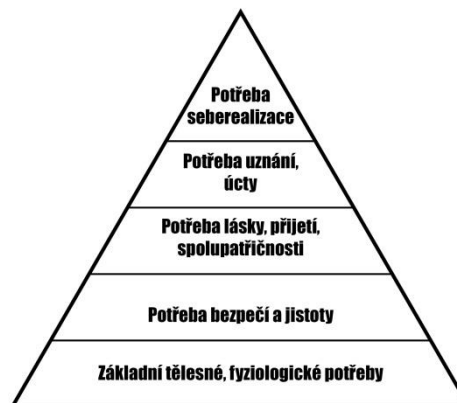 Potřeba
seberealizace
Potřeba uznání,
úcty
Potřeba lásky, přijetí,
spolupatřičnosti
Potřeba bezpečí a jistoty
Základní tělesné, fyziologické potřeby